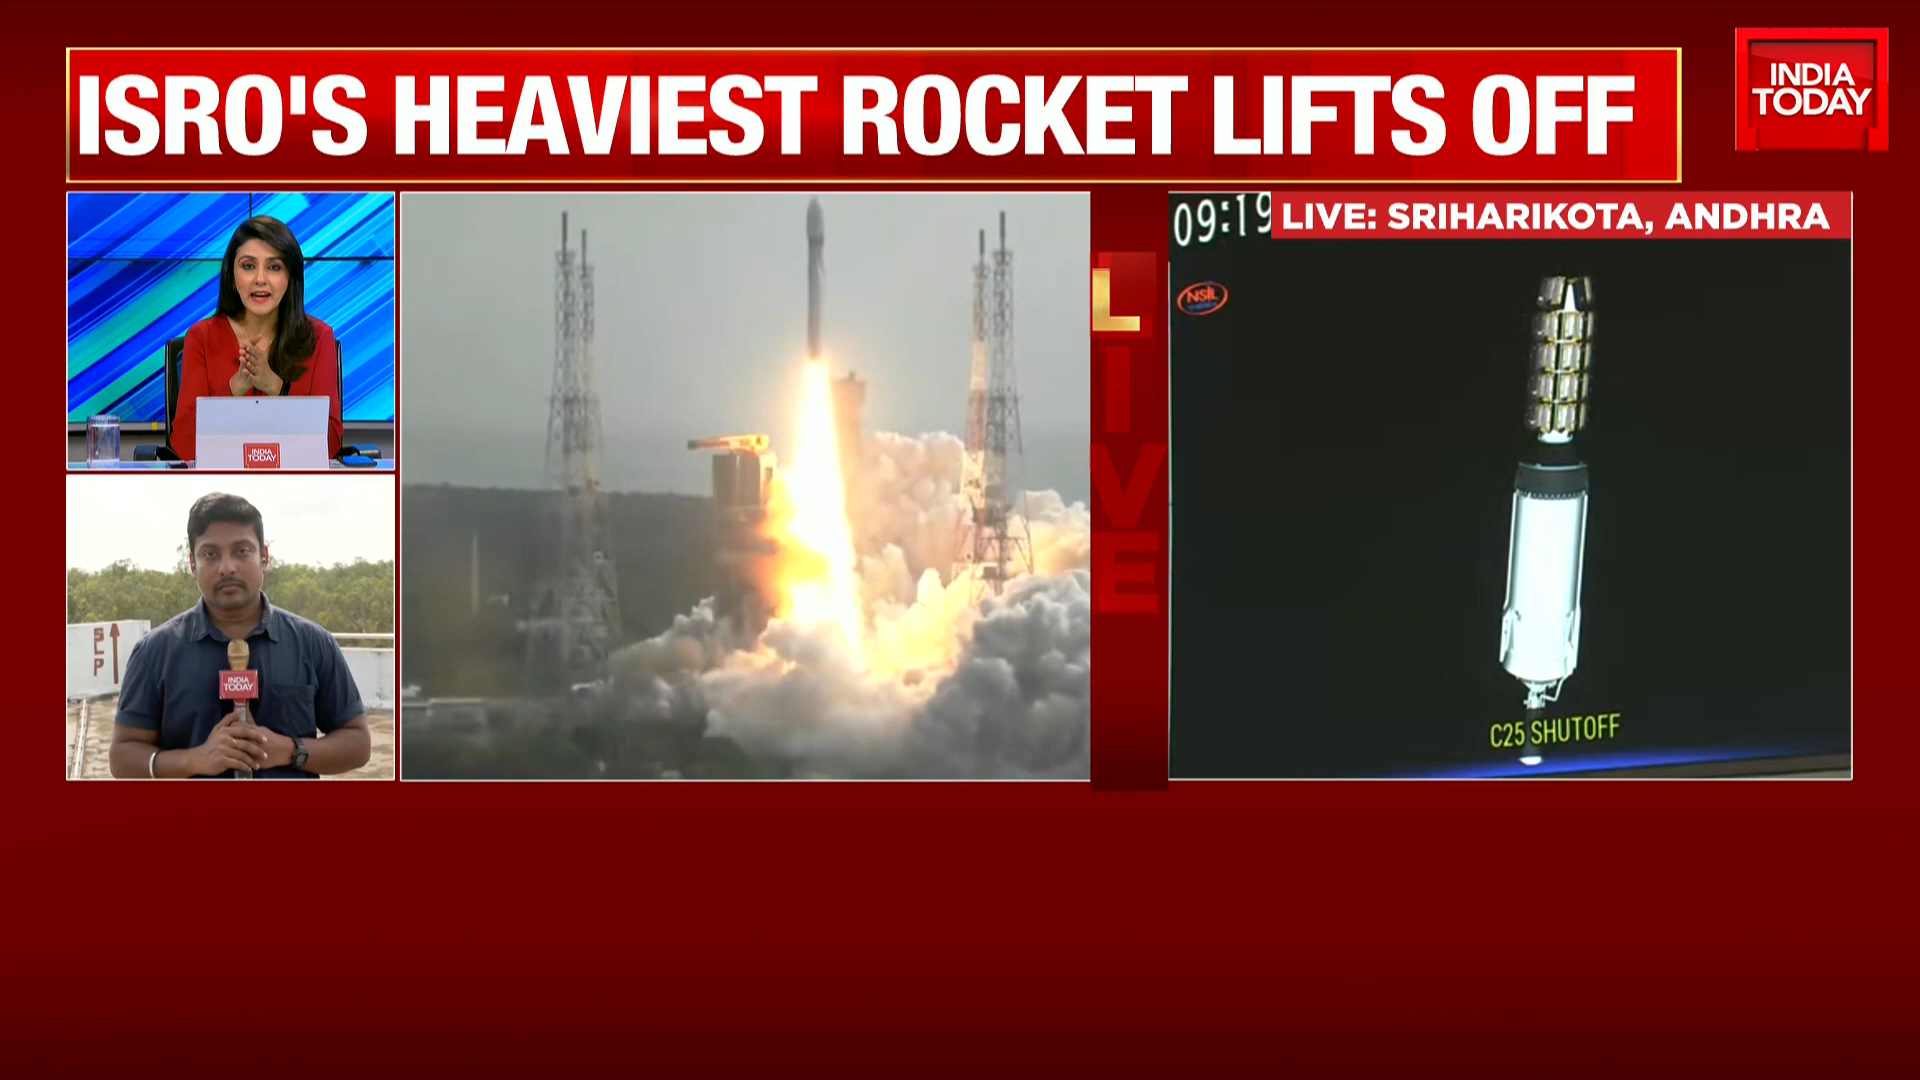 ISRO'S HEAVIEST ROCKET LIFTS OFF
INDIA
TODAY
LIVE: SRIHARIKOTA, ANDHRA
09:19
NSIL
LIVE
INDIA
TODAY
INDIA
TODAY
C25 SHUTOFF